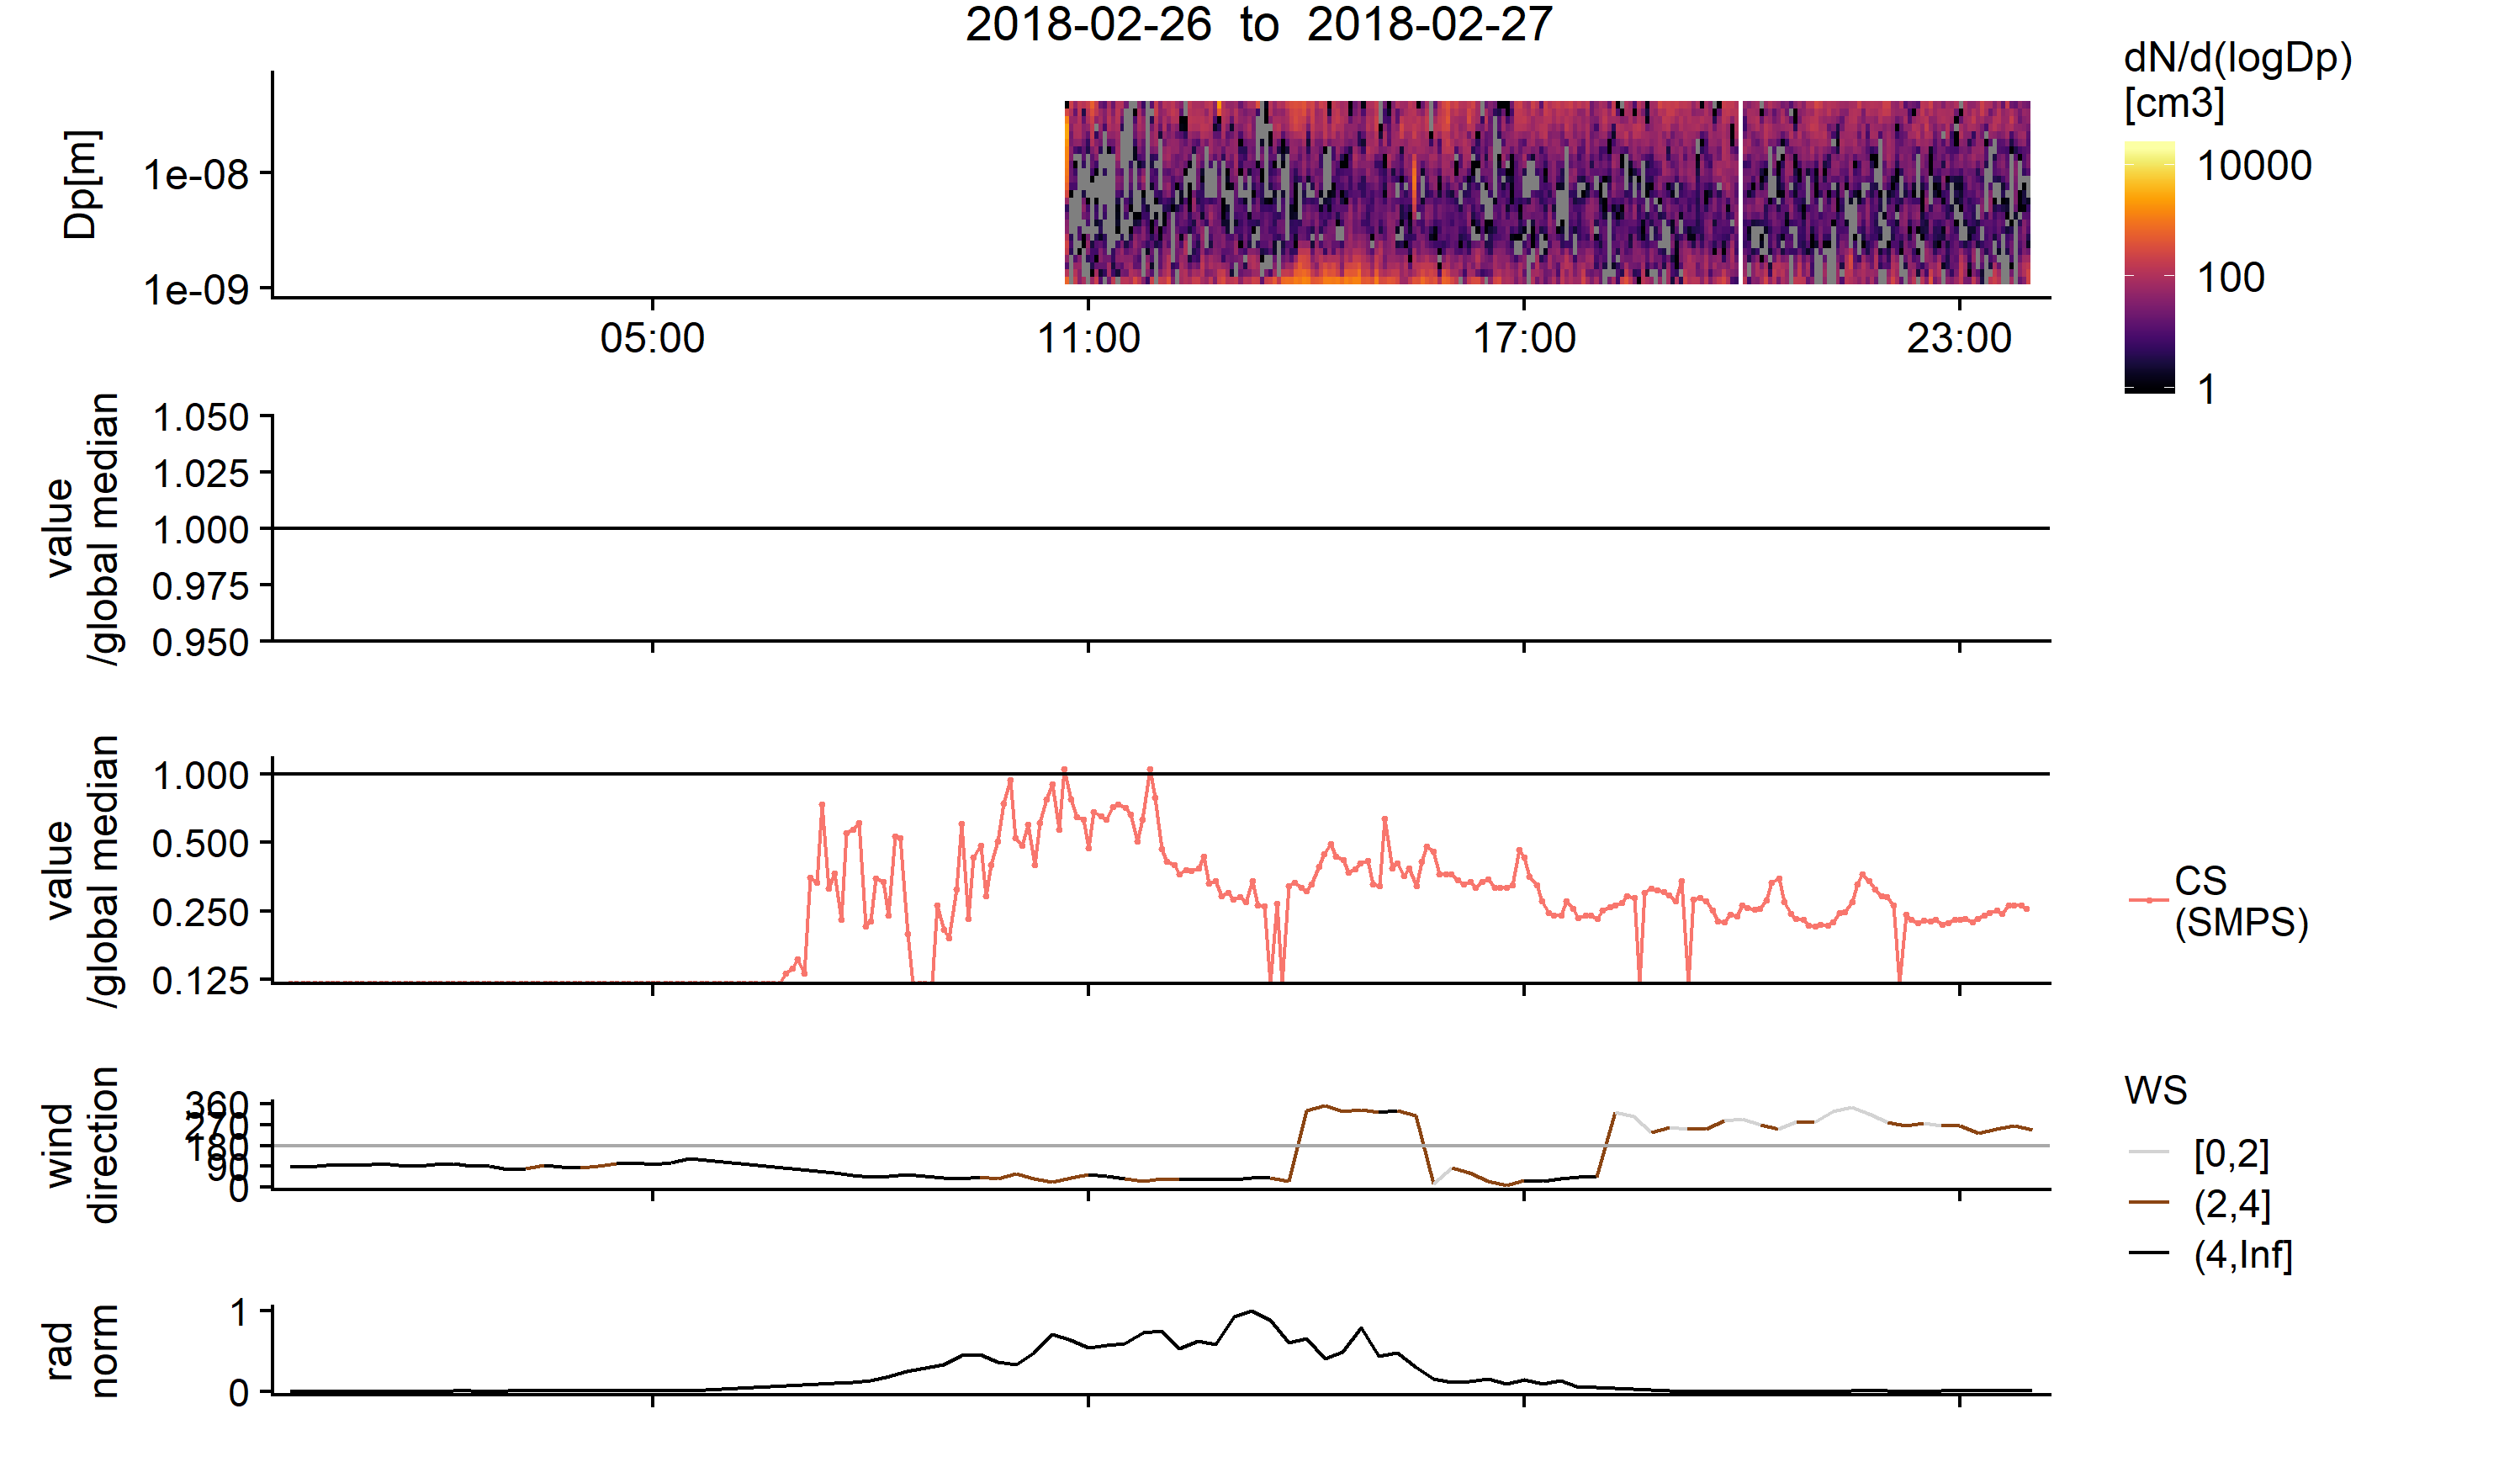 2018-02-26 to 2018-02-27
Dp[m]
1e-08
1e-09
05:00
11:00
17:00
23:00
dN/d(logDp)
[cm3]
10000
100
1
value
/global median
1.050
1.025
1.000
0.975
0.950
value
/global median
1.000
0.500
0.250
0.125
CS
(SMPS)
wind
direction
360
270
180
90
0
WS
[0,2]
(2,4]
(4,Inf]
rad
norm
1
0